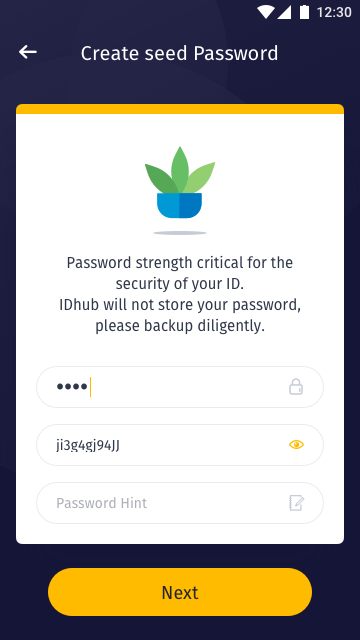 12:30
Create seed Password
Password strength critical for the
security of your ID.
IDhub will not store your password,
please backup diligently.
••••
ji3g4gj94JJ
Password Hint
Next